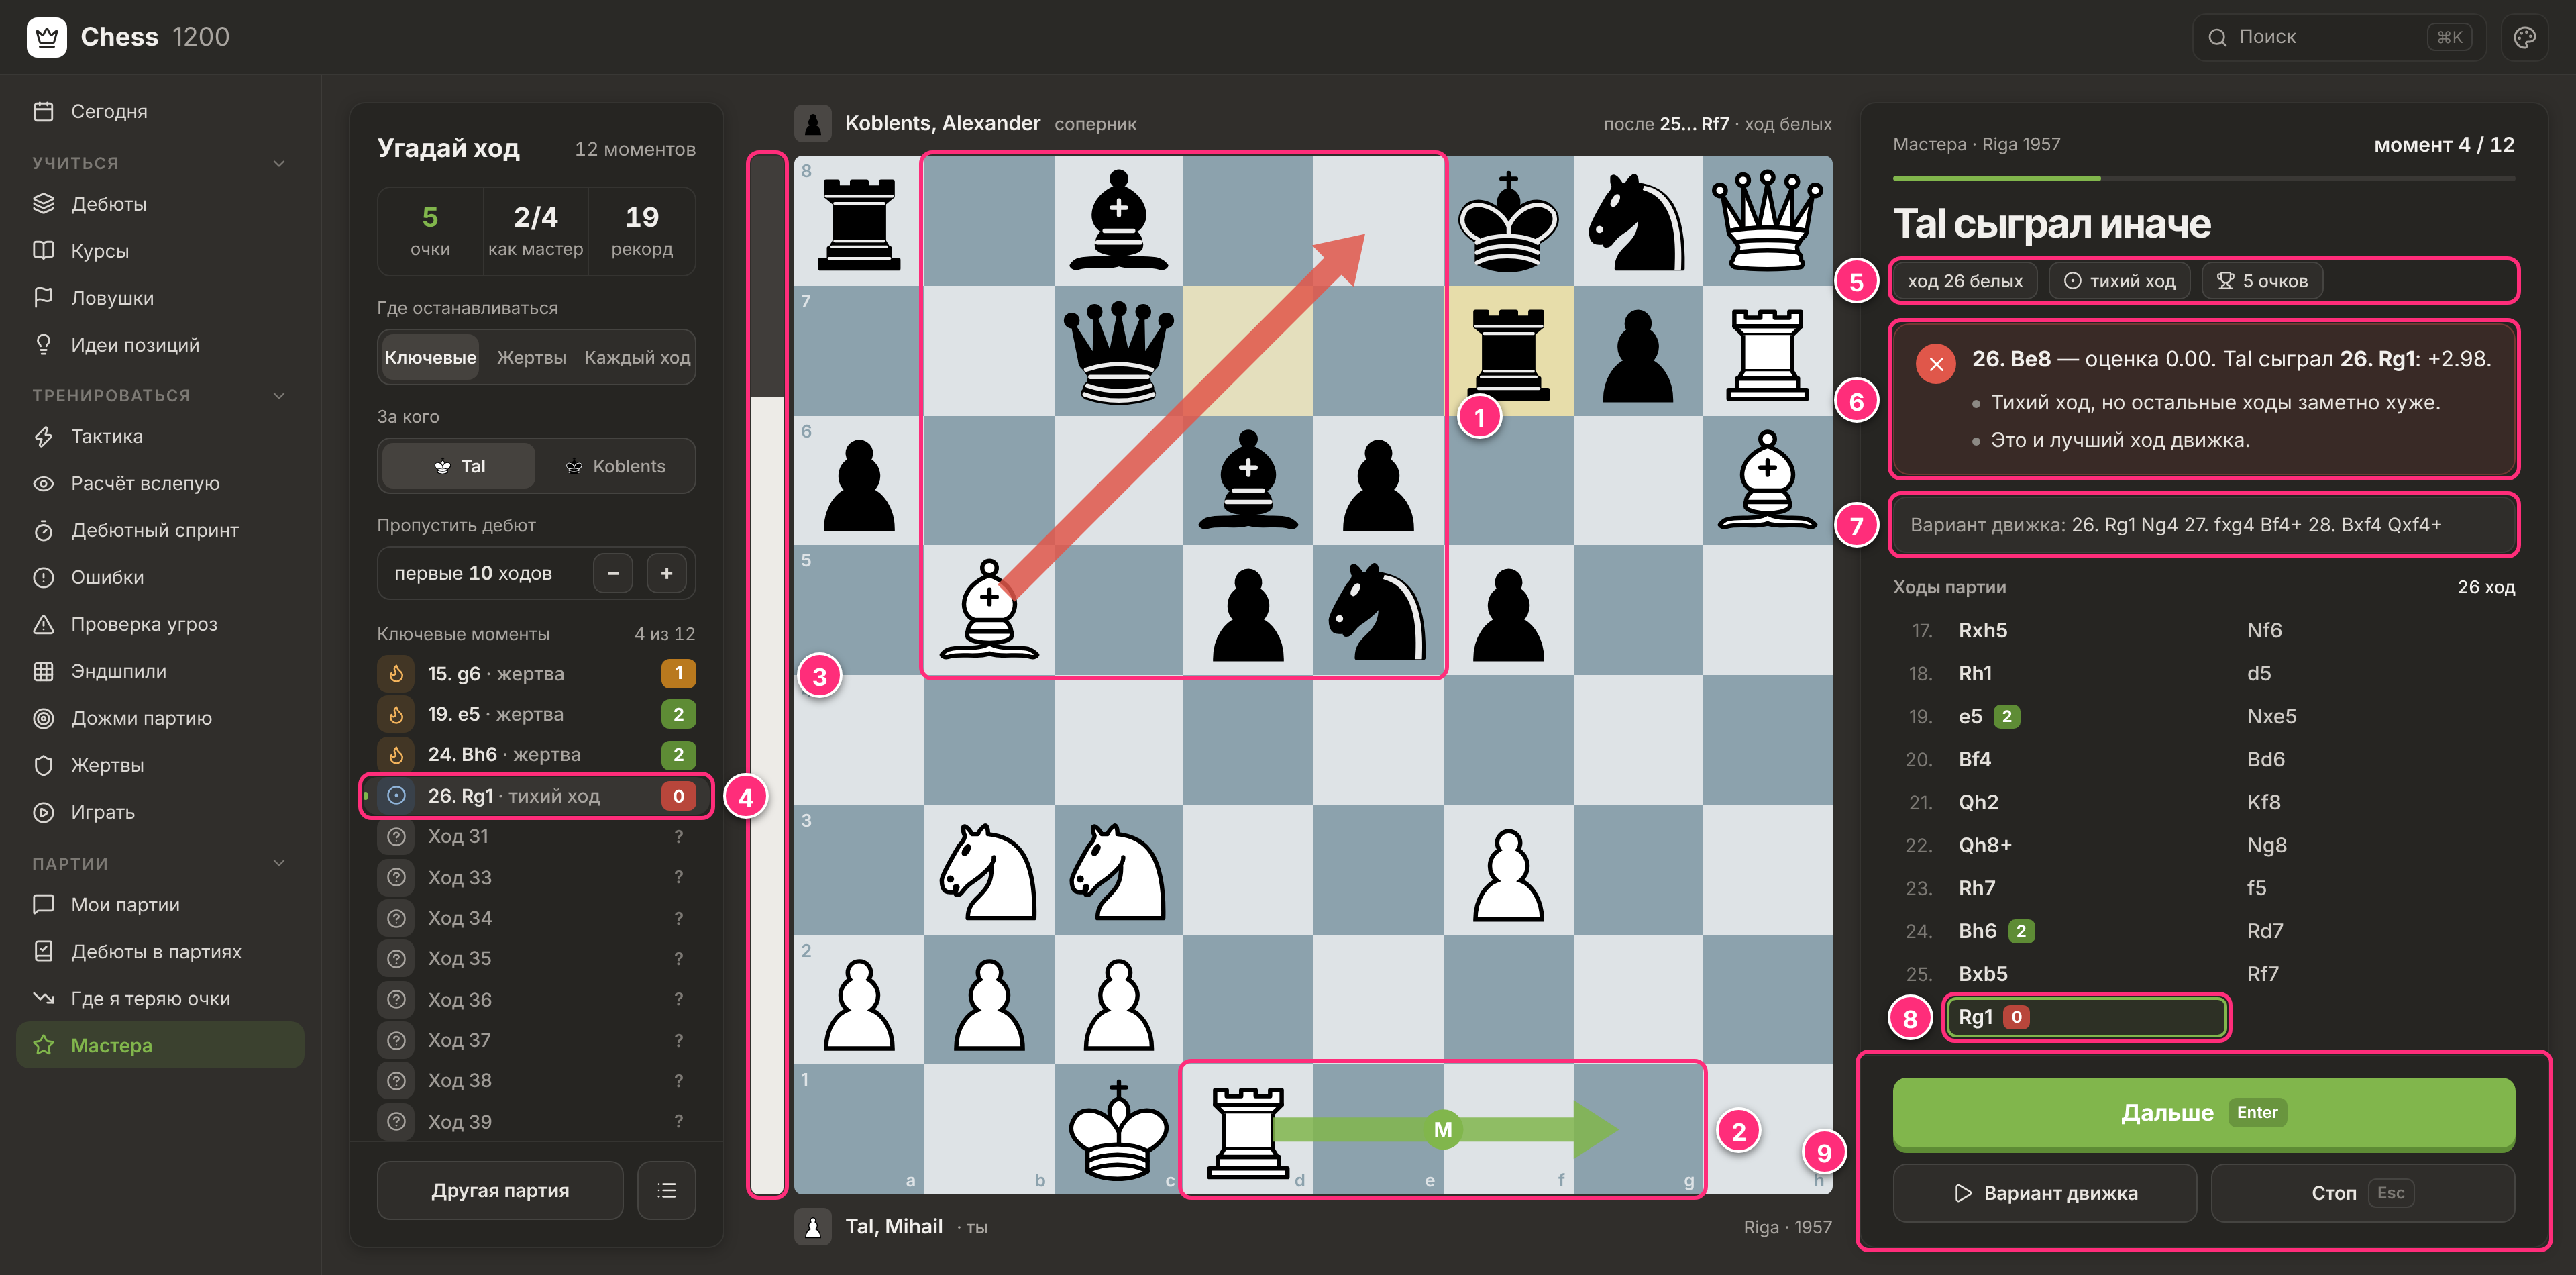 Chess 1200
Поиск ⌘K
Сегодня
УЧИТЬСЯ
Дебюты
Курсы
Ловушки
Идеи позиций
ТРЕНИРОВАТЬСЯ
Тактика
Расчёт вслепую
Дебютный спринт
Ошибки
Проверка угроз
Эндшпили
Дожми партию
Жертвы
Играть
ПАРТИИ
Мои партии
Дебюты в партиях
Где я теряю очки
Мастера
Угадай ход 12 моментов
5 2/4 19
очки как мастер рекорд
Где останавливаться
Ключевые Жертвы Каждый ход
За кого
Tal Koblents
Пропустить дебют
первые 10 ходов − +
Ключевые моменты 4 из 12
15. g6 · жертва 1
19. e5 · жертва 2
24. Bh6 · жертва 2
26. Rg1 · тихий ход 0
4
Ход 31 ?
Ход 33 ?
Ход 34 ?
Ход 35 ?
Ход 36 ?
Ход 37 ?
Ход 38 ?
Ход 39 ?
Другая партия
Koblents, Alexander соперник после 25... Rf7 · ход белых
8
7
1
6
5
3
3
2
1
M
2
a b c d e f g h
Tal, Mihail · ты Riga · 1957
Мастера · Riga 1957 момент 4 / 12
Tal сыграл иначе
5
ход 26 белых тихий ход 5 очков
6
26. Be8 — оценка 0.00. Tal сыграл 26. Rg1: +2.98.
Тихий ход, но остальные ходы заметно хуже.
Это и лучший ход движка.
7
Вариант движка: 26. Rg1 Ng4 27. fxg4 Bf4+ 28. Bxf4 Qxf4+
Ходы партии 26 ход
17. Rxh5 Nf6
18. Rh1 d5
19. e5 2 Nxe5
20. Bf4 Bd6
21. Qh2 Kf8
22. Qh8+ Ng8
23. Rh7 f5
24. Bh6 2 Rd7
25. Bxb5 Rf7
8
Rg1 0
9
Дальше Enter
Вариант движка Стоп Esc